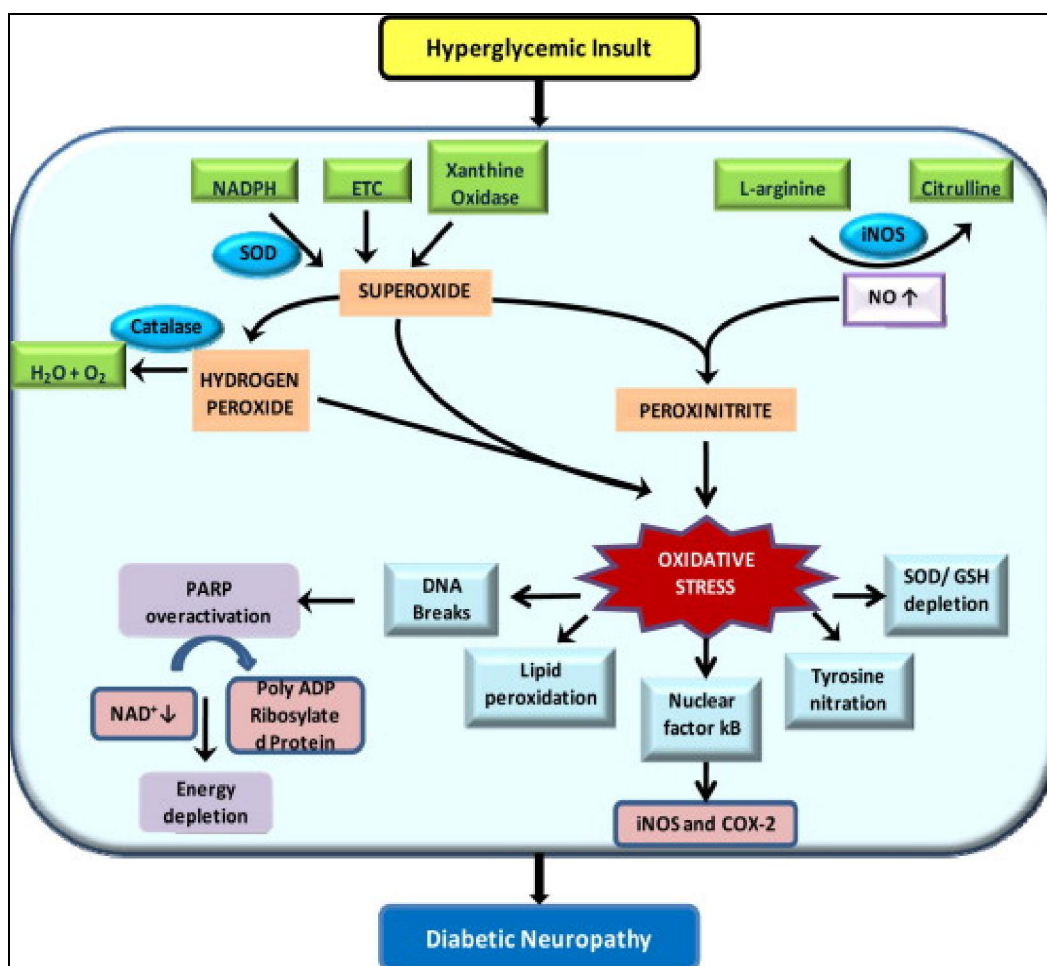 Hyperglycemic Insult
NADPH
ETC
Xanthine
Oxidase
L-arginine
Citrulline
SOD
iNOS
SUPEROXIDE
NO ↑
Catalase
H₂O + O₂
HYDROGEN
PEROXIDE
PEROXINITRITE
OXIDATIVE
STRESS
PARP
overactivation
DNA
Breaks
SOD/ GSH
depletion
Lipid
peroxidation
Nuclear
factor kB
Tyrosine
nitration
NAD⁺ ↓
Poly ADP
Ribosylate
d Protein
Energy
depletion
iNOS and COX-2
Diabetic Neuropathy